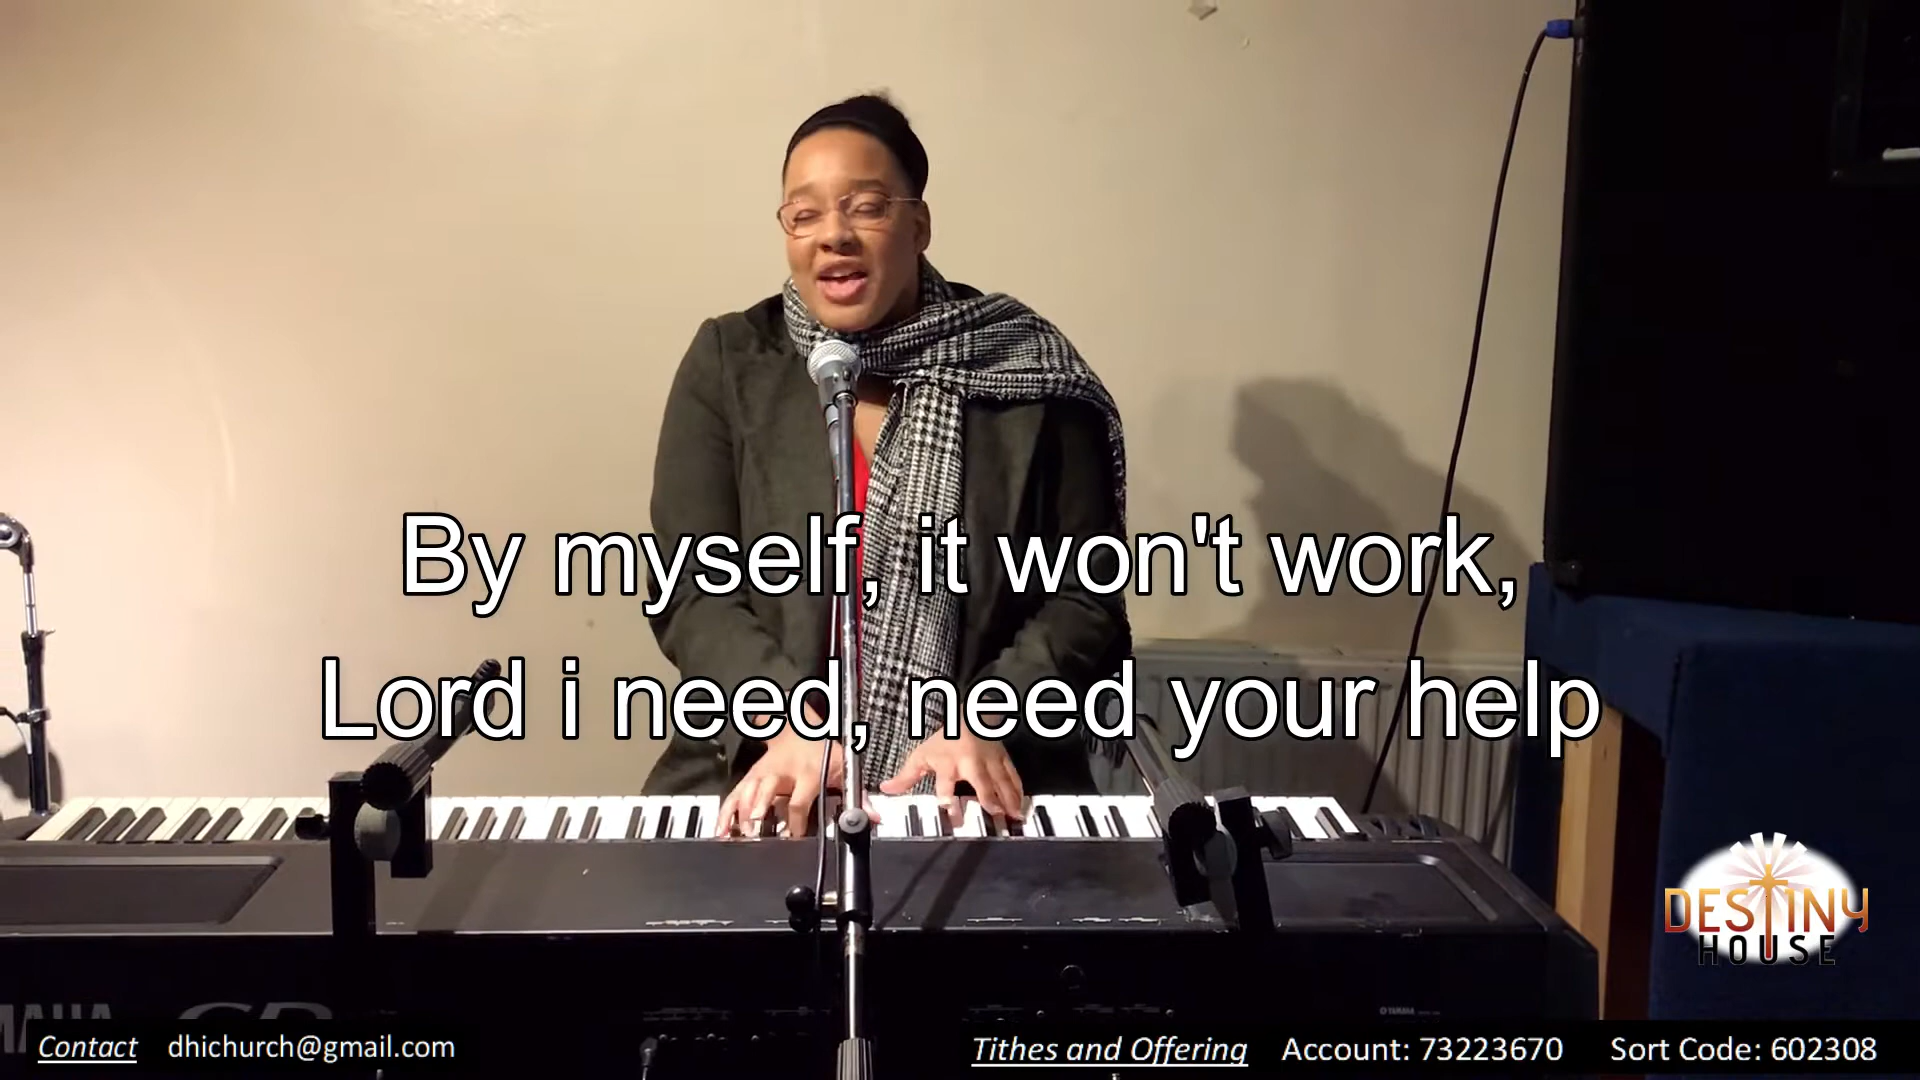 By myself, it won't work,
Lord i need, need your help
DESTINY
HOUSE
YAMAHA
Contact dhichurch@gmail.com
Tithes and Offering Account: 73223670 Sort Code: 602308